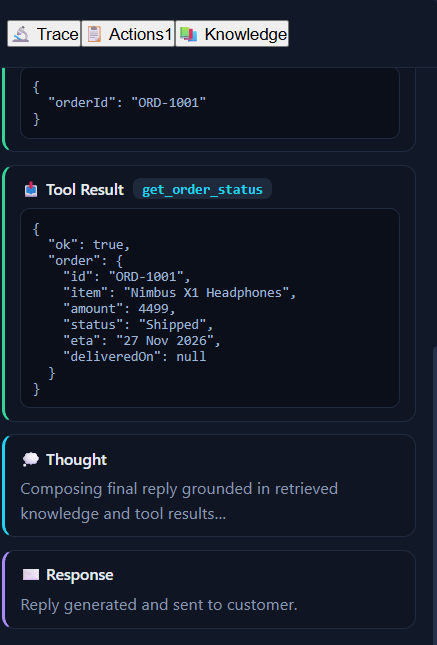 Trace Actions1 Knowledge
{
  "orderId": "ORD-1001"
}
Tool Result get_order_status
{
  "ok": true,
  "order": {
    "id": "ORD-1001",
    "item": "Nimbus X1 Headphones",
    "amount": 4499,
    "status": "Shipped",
    "eta": "27 Nov 2026",
    "deliveredOn": null
  }
}
Thought
Composing final reply grounded in retrieved
knowledge and tool results...
Response
Reply generated and sent to customer.